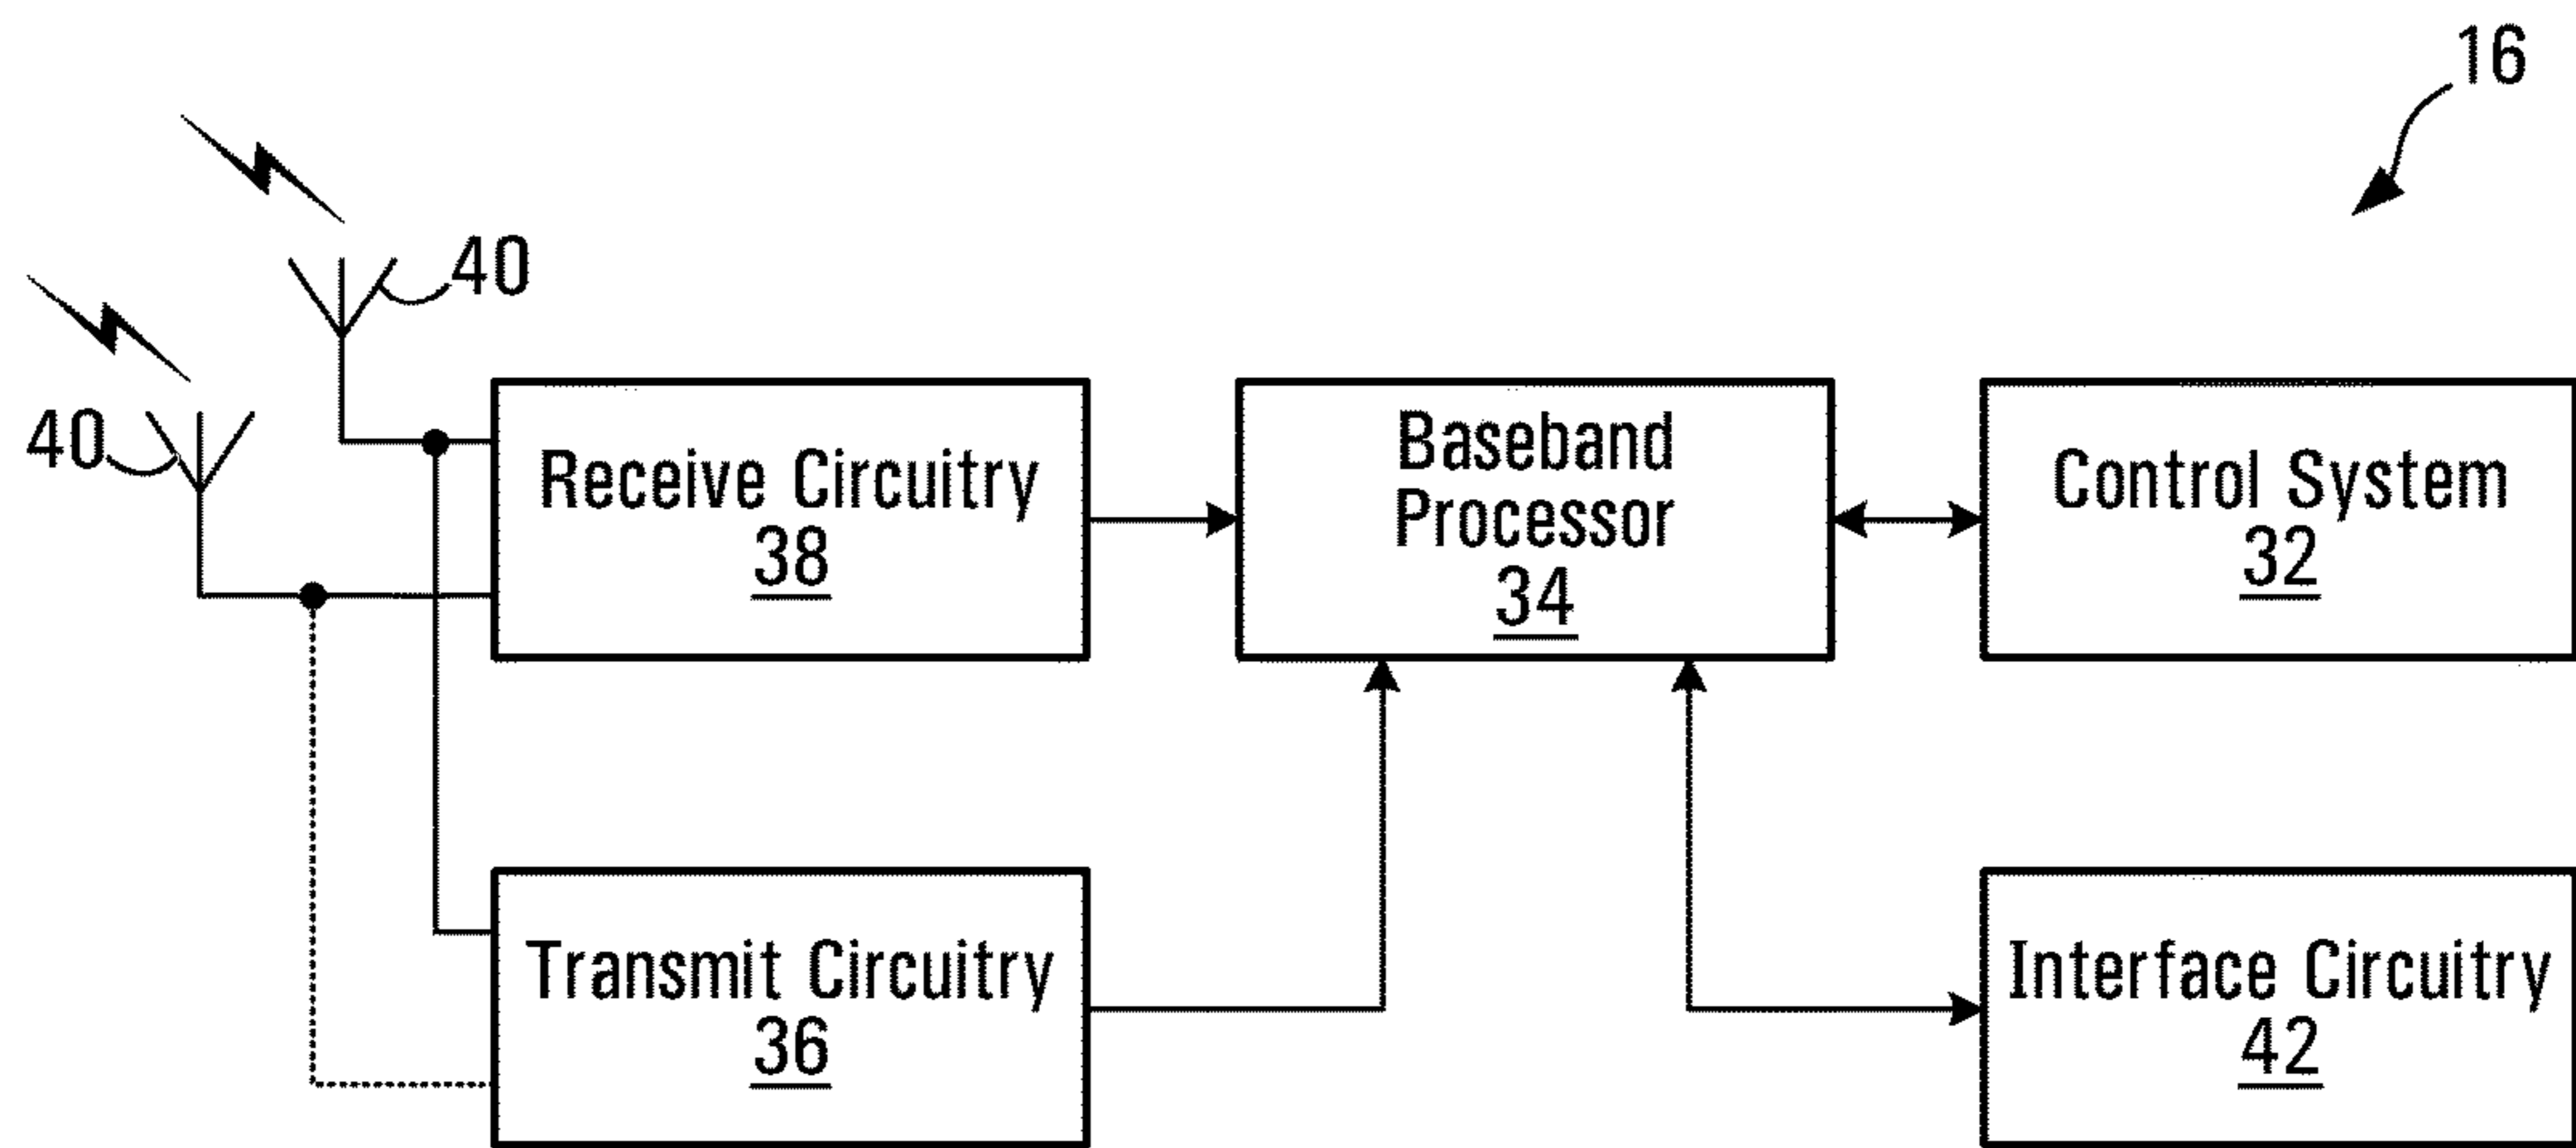 16
40
40
Receive Circuitry
38
Baseband
Processor
34
Control System
32
Transmit Circuitry
36
Interface Circuitry
42